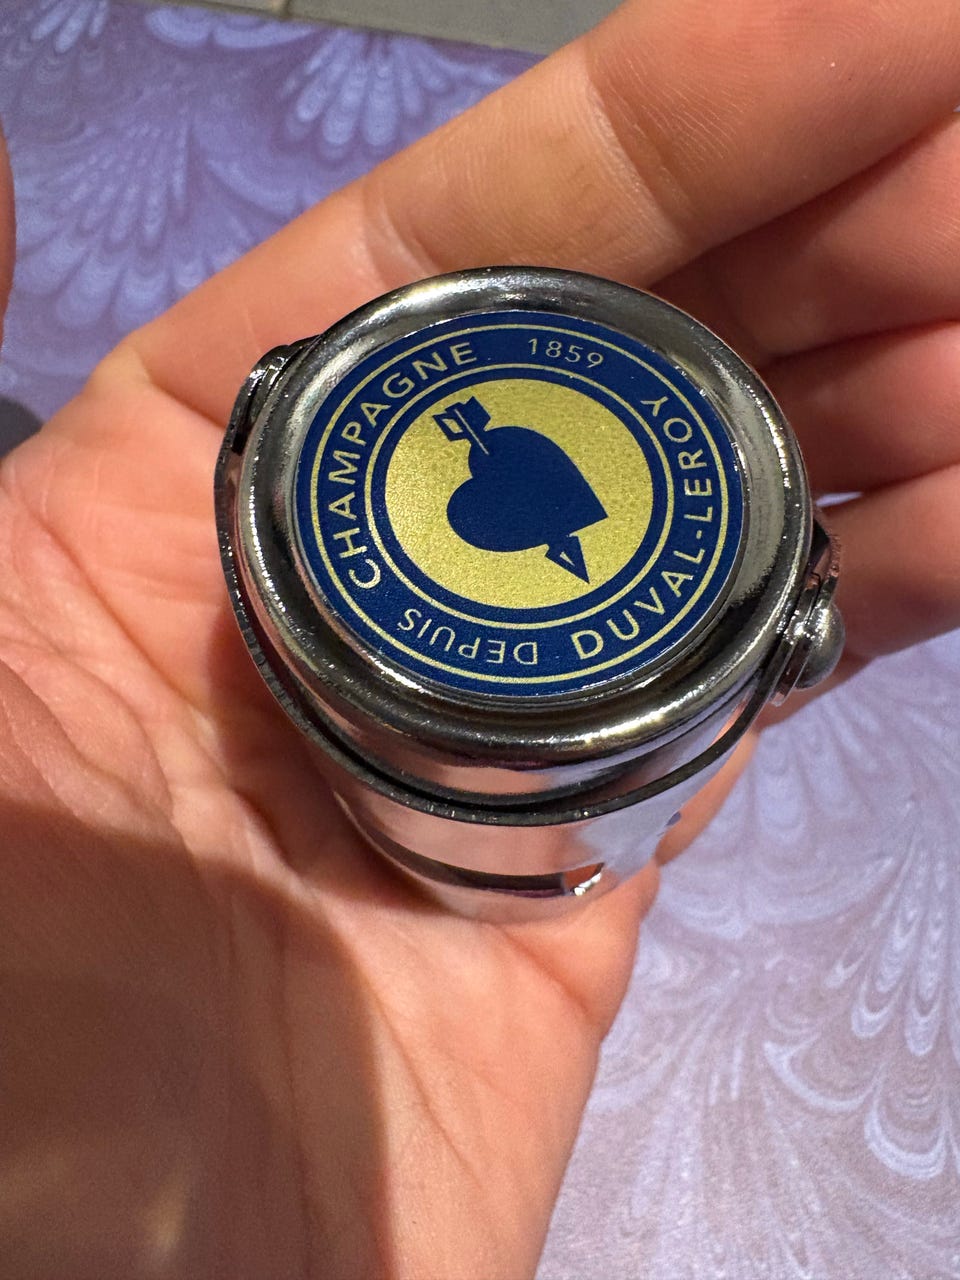 CHAMPAGNE
DUVAL-LEROY
DEPUIS
1859